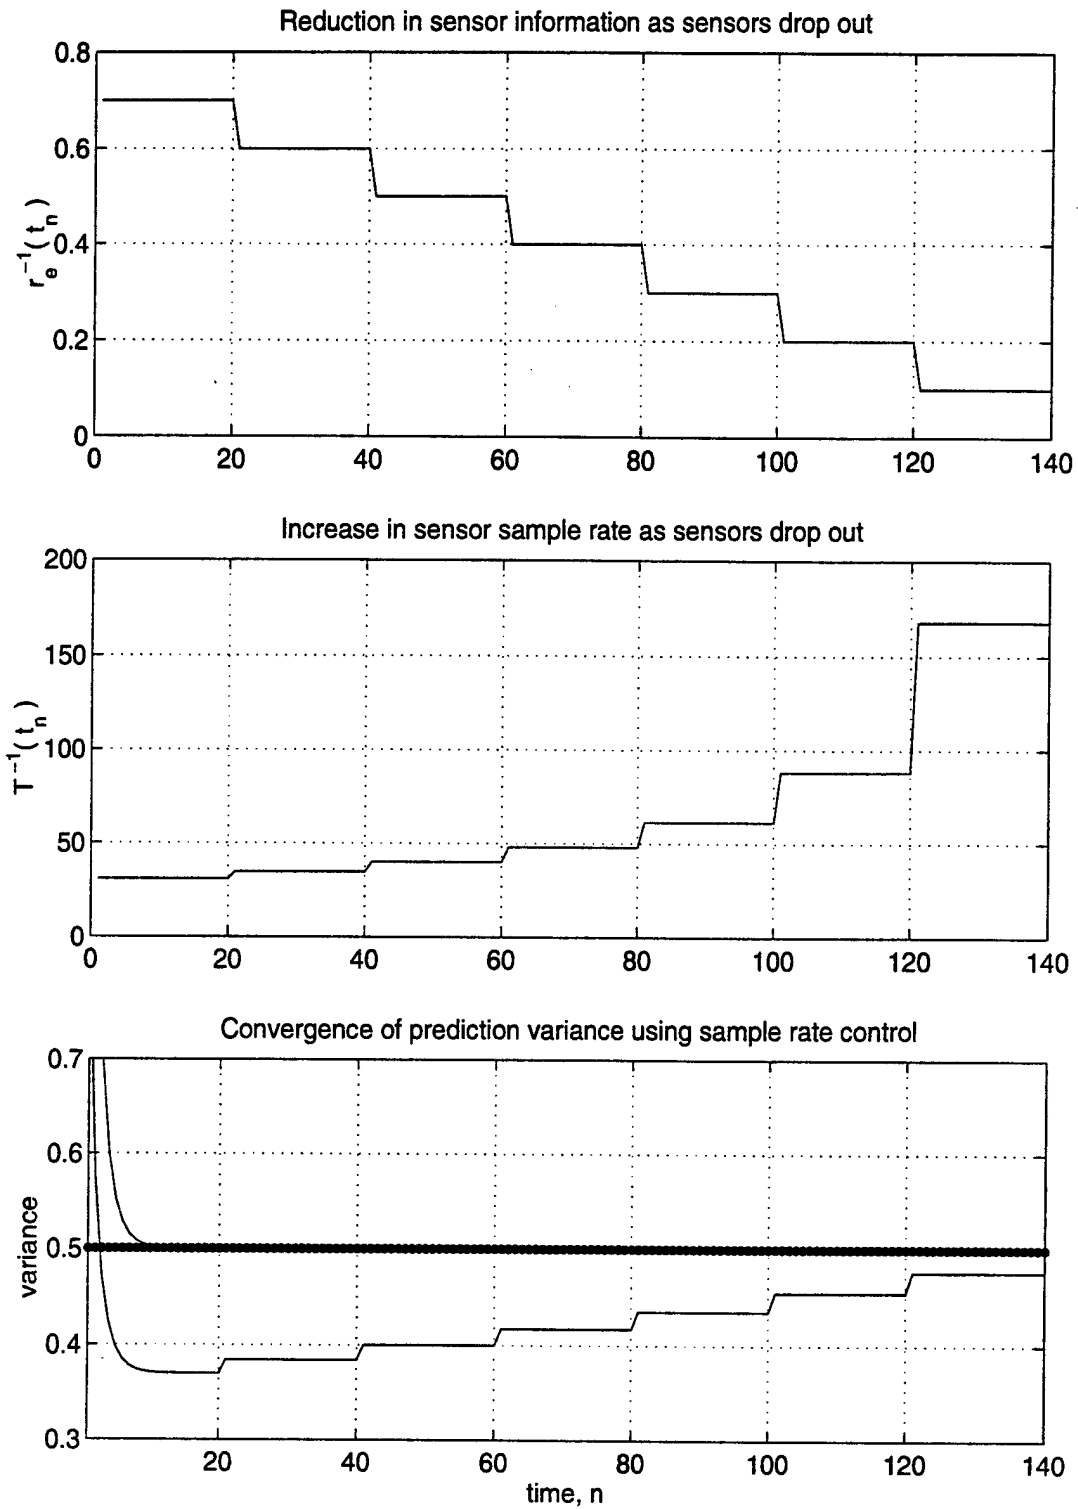 Reduction in sensor information as sensors drop out
0.8
0.6
0.4
0.2
0
r_e^{-1}(t_n)
0 20 40 60 80 100 120 140
Increase in sensor sample rate as sensors drop out
200
150
100
50
0
T^{-1}(t_n)
0 20 40 60 80 100 120 140
Convergence of prediction variance using sample rate control
0.7
0.6
0.5
0.4
0.3
variance
20 40 60 80 100 120 140
time, n